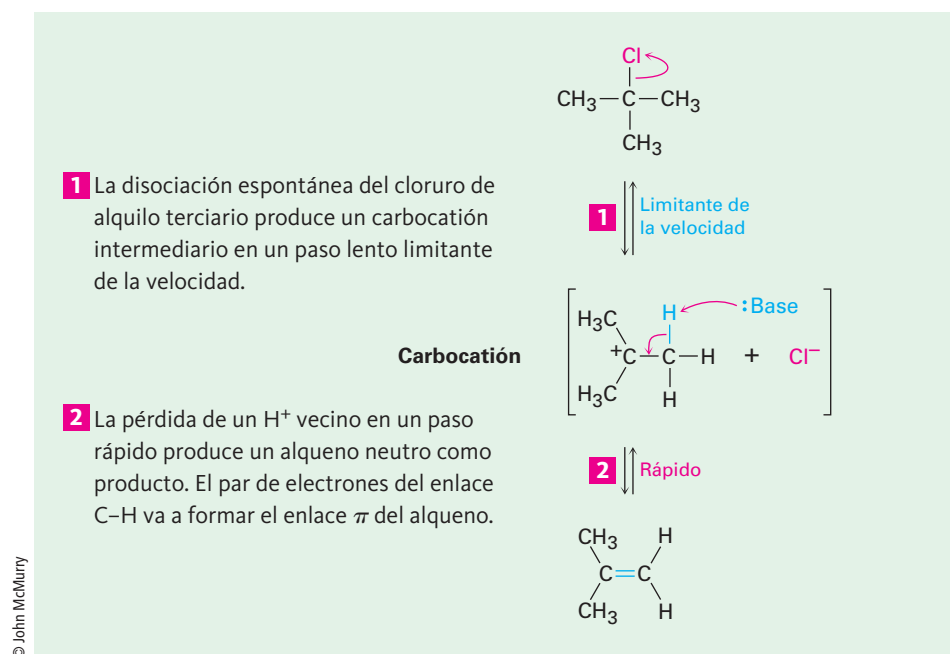 Cl
CH₃—C—CH₃
CH₃
1 La disociación espontánea del cloruro de
alquilo terciario produce un carbocatión
intermediario en un paso lento limitante
de la velocidad.
1 Limitante de
la velocidad
H :Base
H₃C
Carbocatión +C—C—H + Cl⁻
H₃C H
2 La pérdida de un H⁺ vecino en un paso
rápido produce un alqueno neutro como
producto. El par de electrones del enlace
C–H va a formar el enlace π del alqueno.
2 Rápido
CH₃ H
C=C
CH₃ H
© John McMurry